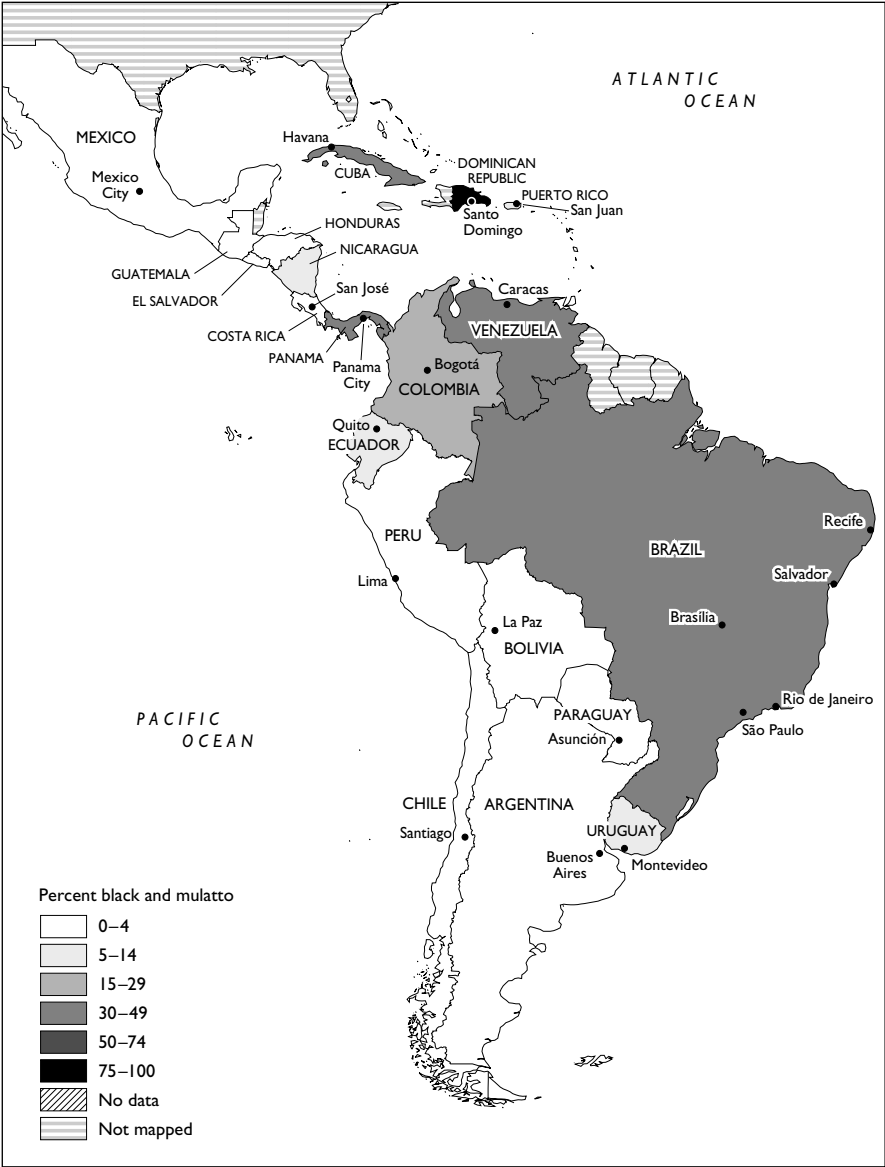 ATLANTIC
OCEAN
MEXICO
Mexico
City
Havana
CUBA
DOMINICAN
REPUBLIC
PUERTO RICO
San Juan
Santo
Domingo
HONDURAS
NICARAGUA
GUATEMALA
EL SALVADOR
San José
COSTA RICA
PANAMA
Panama
City
Caracas
VENEZUELA
Bogotá
COLOMBIA
Quito
ECUADOR
PERU
Lima
BRAZIL
Recife
Salvador
Brasília
La Paz
BOLIVIA
Rio de Janeiro
São Paulo
PARAGUAY
Asunción
PACIFIC
OCEAN
CHILE
ARGENTINA
Santiago
URUGUAY
Buenos
Aires
Montevideo
Percent black and mulatto
0–4
5–14
15–29
30–49
50–74
75–100
No data
Not mapped